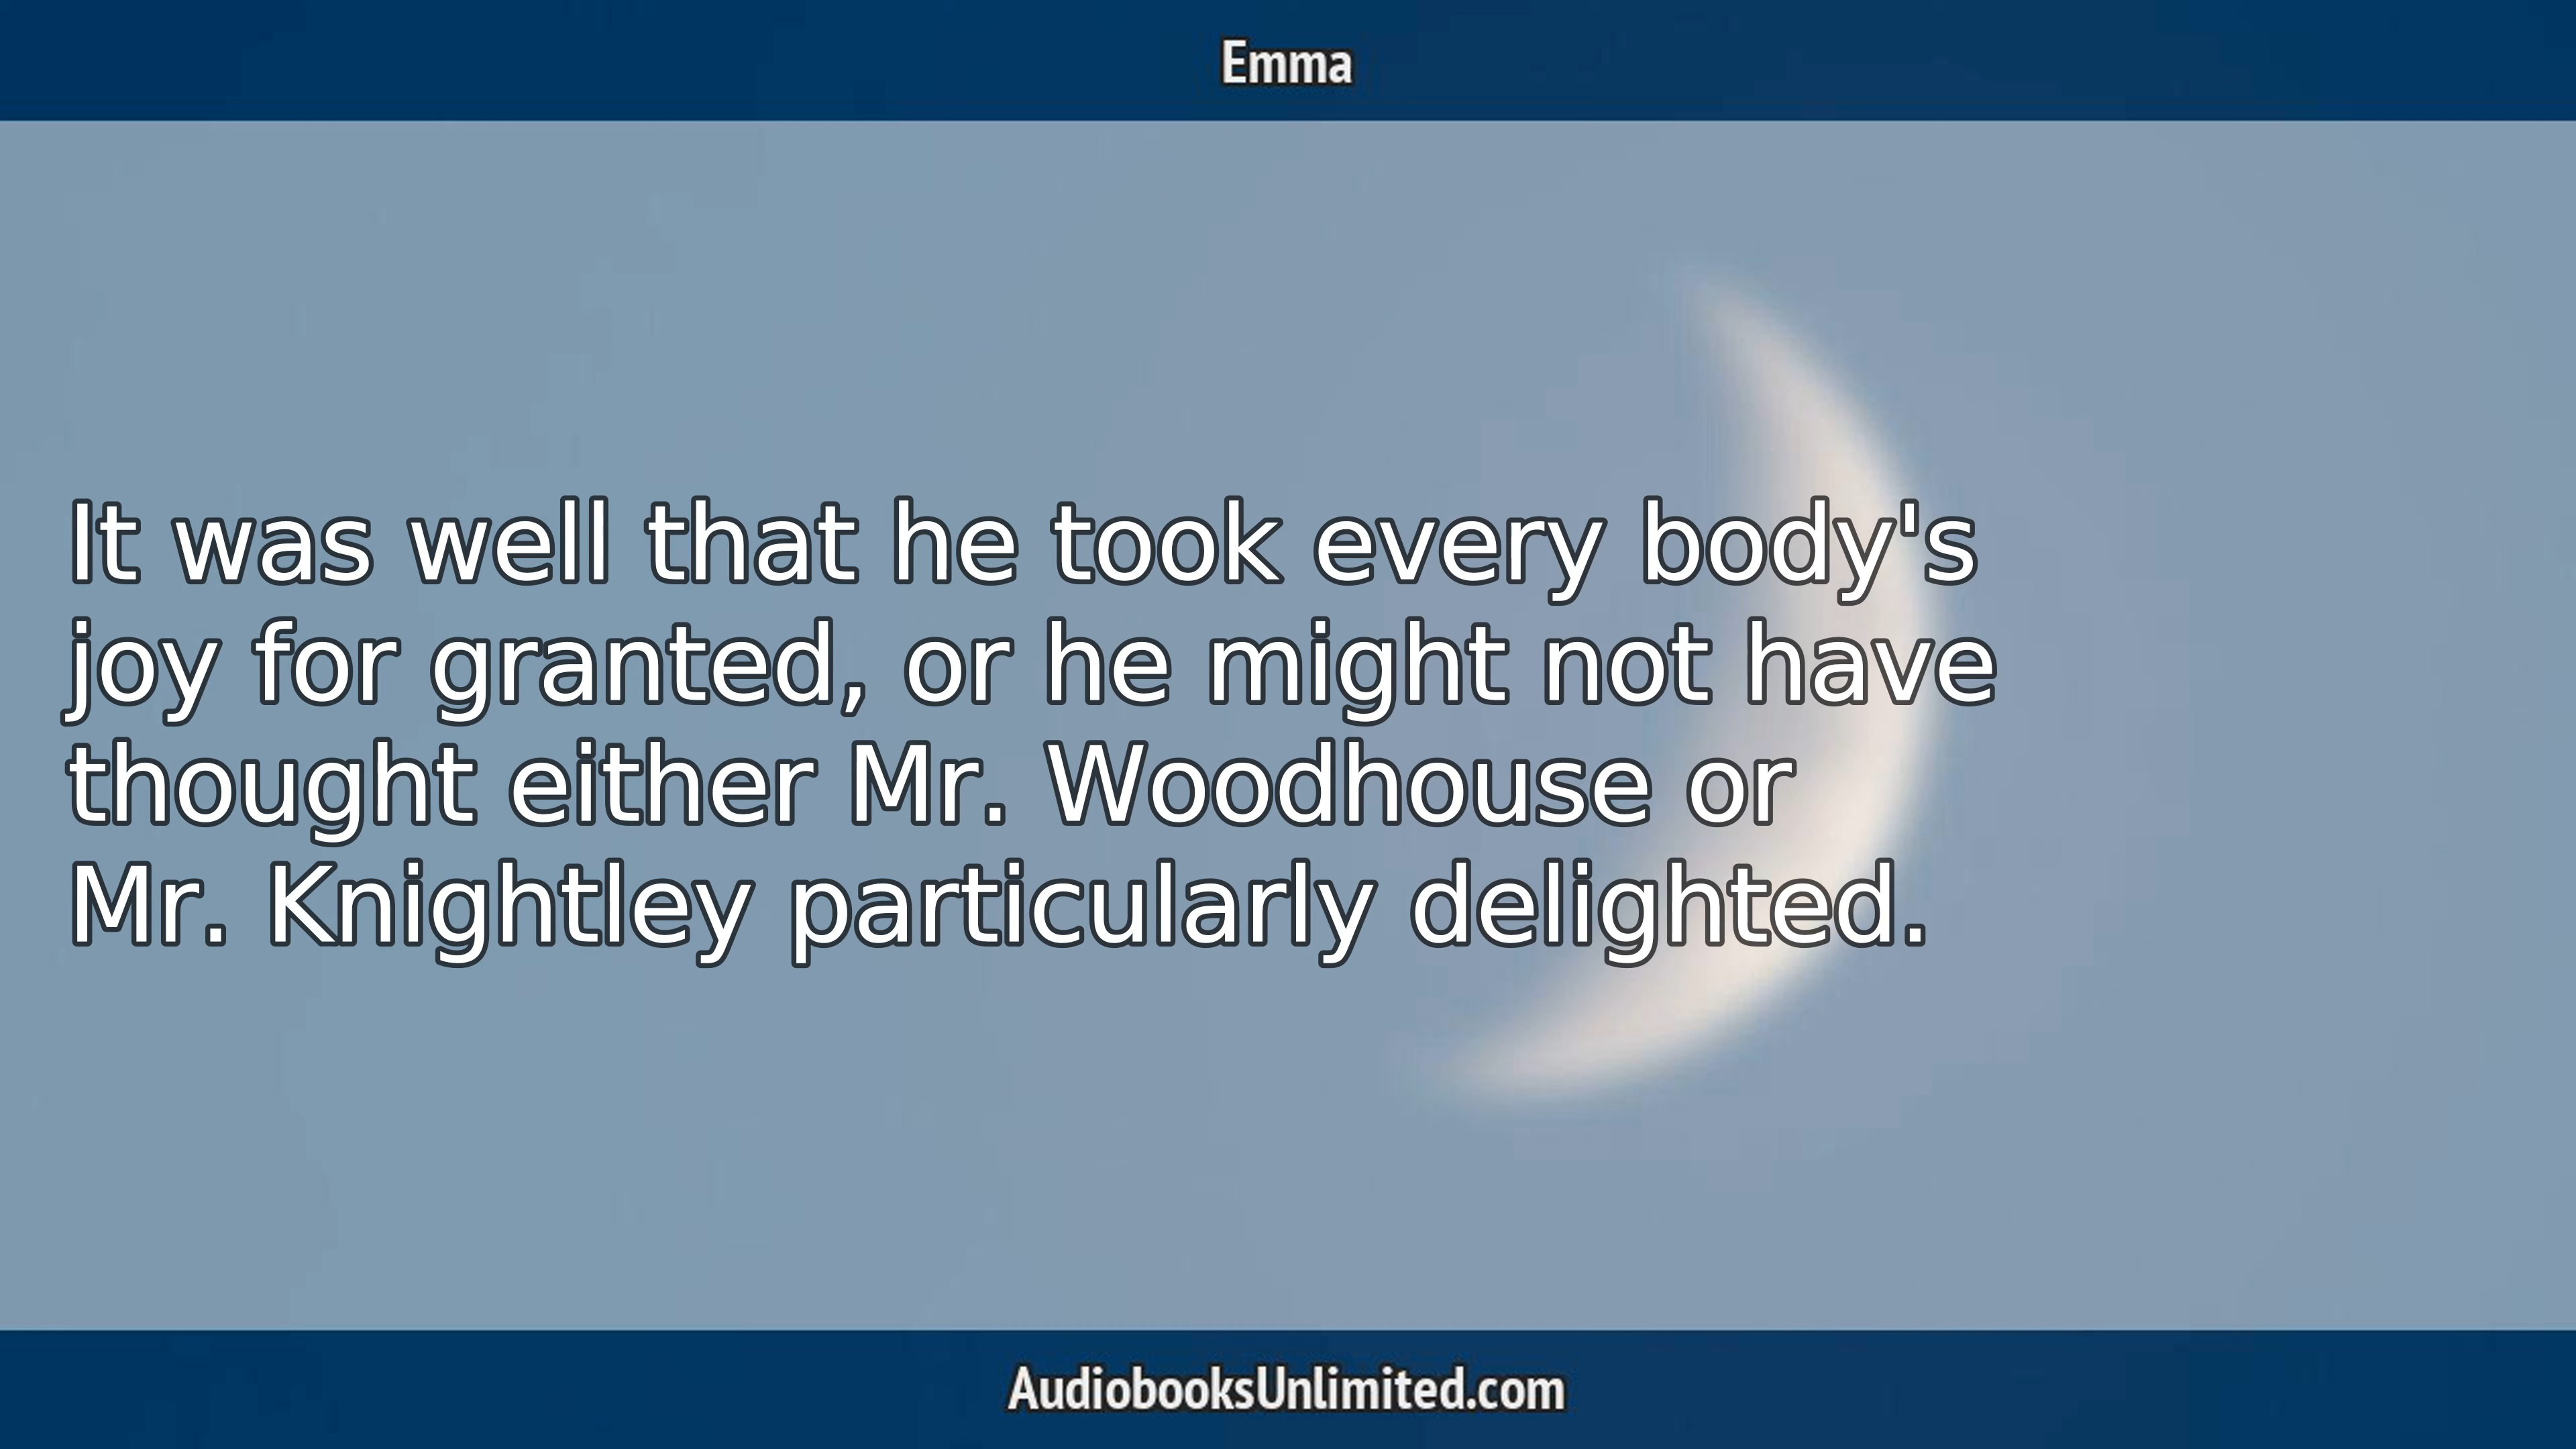 Emma
It was well that he took every body's
joy for granted, or he might not have
thought either Mr. Woodhouse or
Mr. Knightley particularly delighted.
AudiobooksUnlimited.com